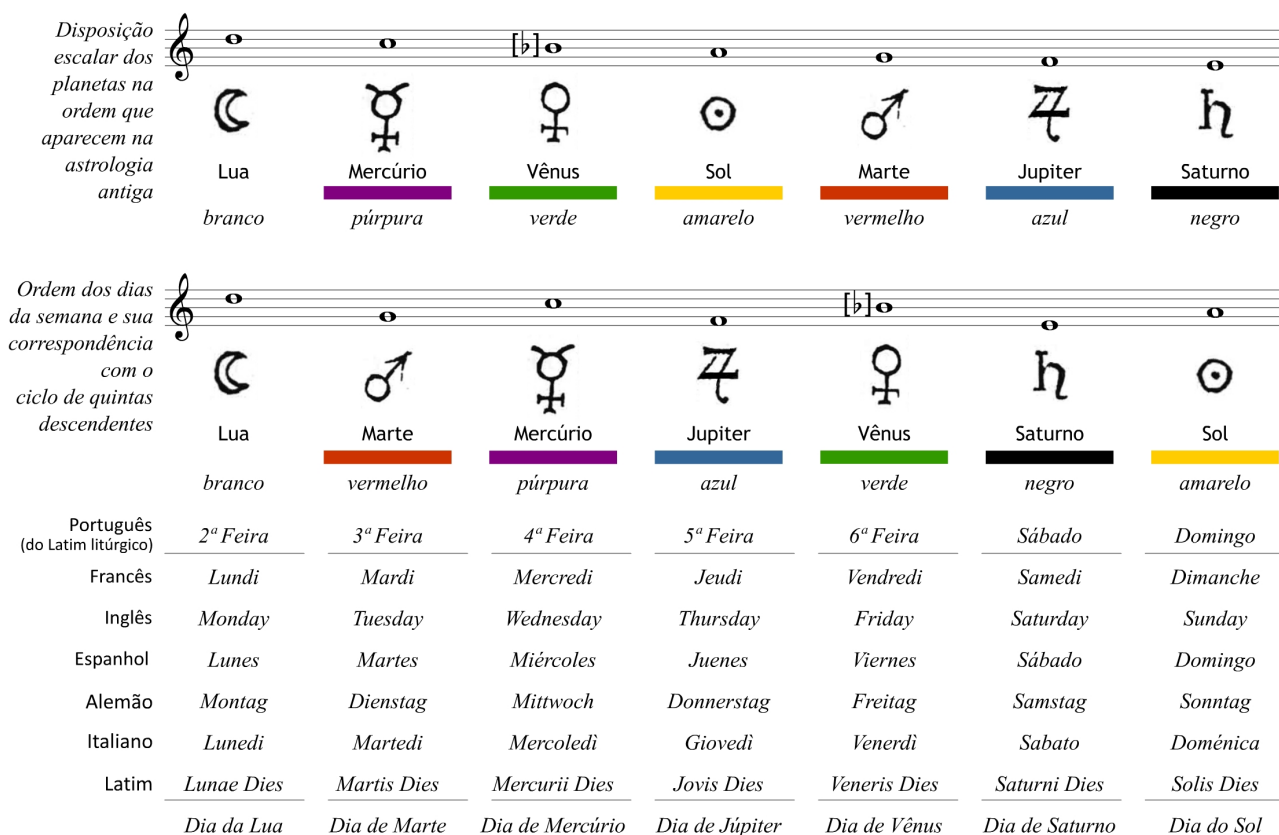 Disposição
escalar dos
planetas na
ordem que
aparecem na
astrologia
antiga
[♭]
Lua Mercúrio Vênus Sol Marte Jupiter Saturno
branco púrpura verde amarelo vermelho azul negro
Ordem dos dias
da semana e sua
correspondência
com o
ciclo de quintas
descendentes
[♭]
Lua Marte Mercúrio Jupiter Vênus Saturno Sol
branco vermelho púrpura azul verde negro amarelo
Português
(do Latim litúrgico)
2ª Feira 3ª Feira 4ª Feira 5ª Feira 6ª Feira Sábado Domingo
Francês Lundi Mardi Mercredi Jeudi Vendredi Samedi Dimanche
Inglês Monday Tuesday Wednesday Thursday Friday Saturday Sunday
Espanhol Lunes Martes Miércoles Juenes Viernes Sábado Domingo
Alemão Montag Dienstag Mittwoch Donnerstag Freitag Samstag Sonntag
Italiano Lunedi Martedi Mercoledì Giovedì Venerdì Sabato Doménica
Latim Lunae Dies Martis Dies Mercurii Dies Jovis Dies Veneris Dies Saturni Dies Solis Dies
Dia da Lua Dia de Marte Dia de Mercúrio Dia de Júpiter Dia de Vênus Dia de Saturno Dia do Sol